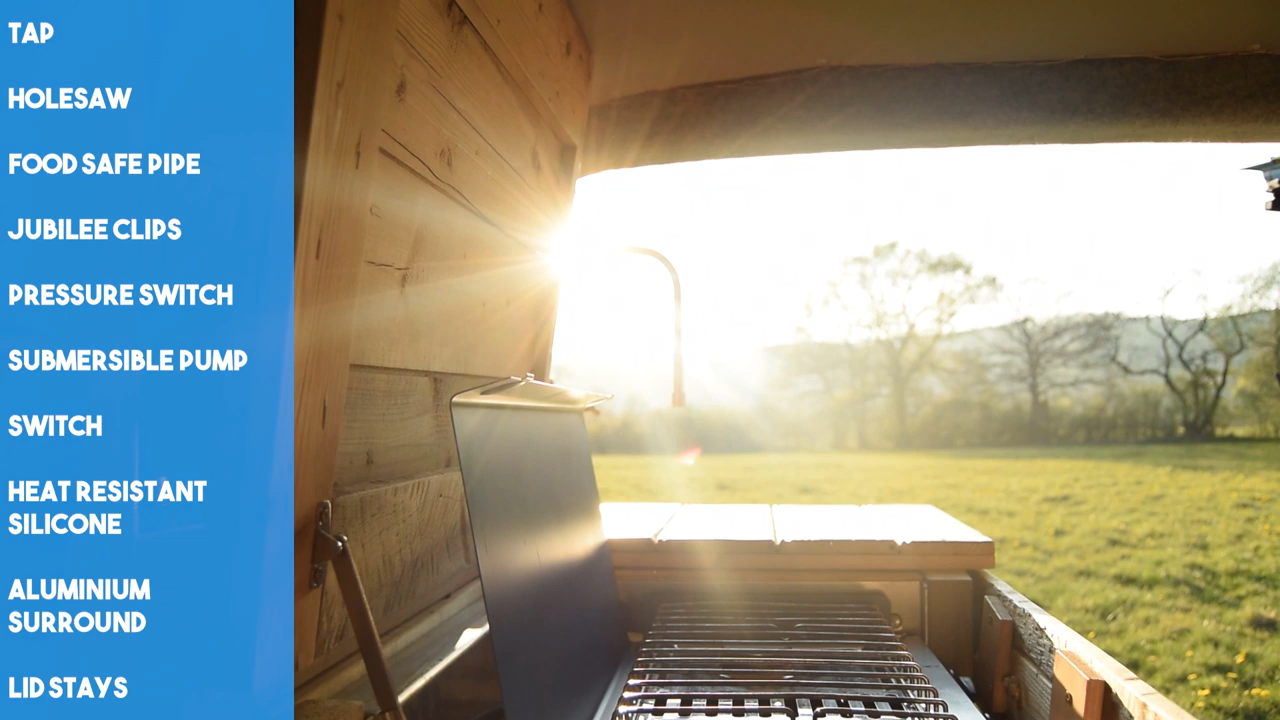 TAP
HOLESAW
FOOD SAFE PIPE
JUBILEE CLIPS
PRESSURE SWITCH
SUBMERSIBLE PUMP
SWITCH
HEAT RESISTANT
SILICONE
ALUMINIUM
SURROUND
LID STAYS